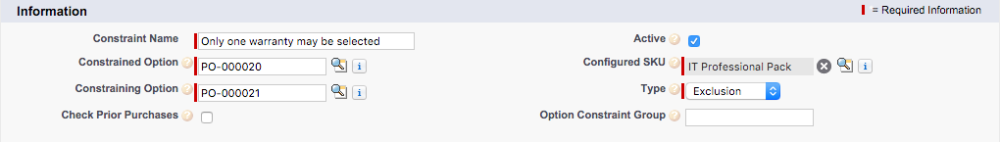 Information
= Required Information
Constraint Name Only one warranty may be selected
Active ?
Constrained Option ? PO-000020 i
Configured SKU ? IT Professional Pack i
Constraining Option ? PO-000021 i
Type ? Exclusion
Check Prior Purchases ?
Option Constraint Group ?